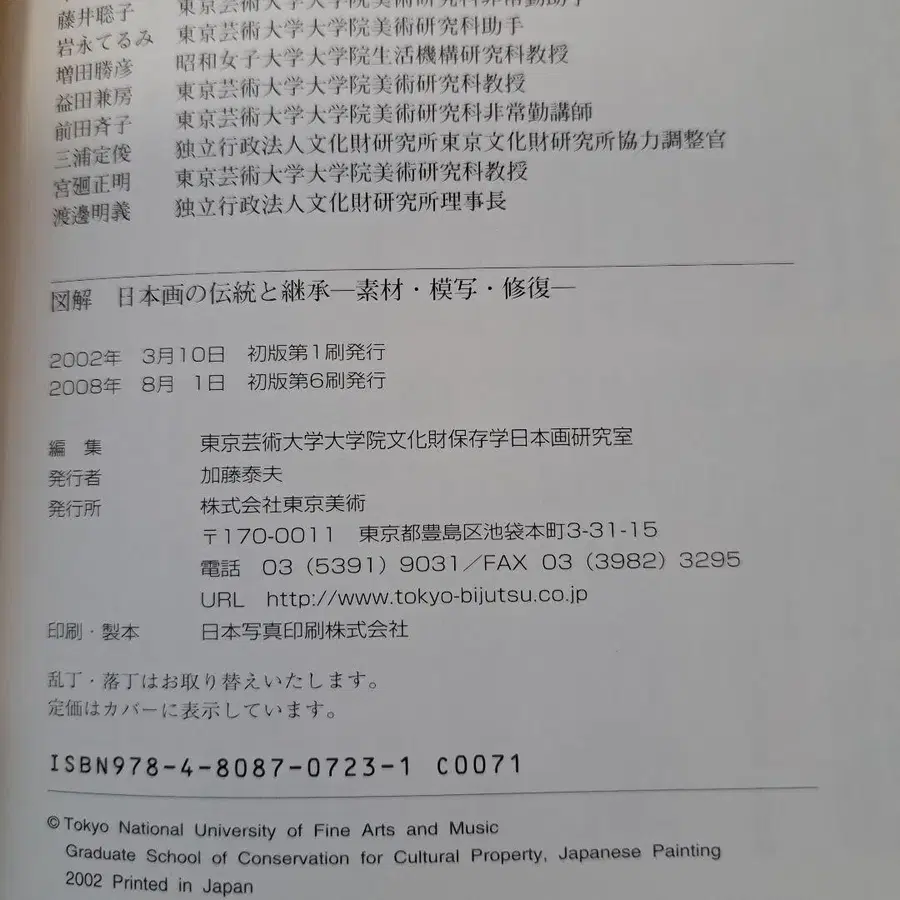 藤井聡子 東京芸術大学大学院美術研究科非常勤助手
岩永てるみ 東京芸術大学大学院美術研究科助手
増田勝彦 昭和女子大学大学院生活機構研究科教授
益田兼房 東京芸術大学大学院美術研究科教授
前田斉子 東京芸術大学大学院美術研究科非常勤講師
三浦定俊 独立行政法人文化財研究所東京文化財研究所協力調整官
宮廽正明 東京芸術大学大学院美術研究科教授
渡邊明義 独立行政法人文化財研究所理事長
図解 日本画の伝統と継承―素材・模写・修復―
2002年 3月10日 初版第1刷発行
2008年 8月 1日 初版第6刷発行
編 集 東京芸術大学大学院文化財保存学日本画研究室
発行者 加藤泰夫
発行所 株式会社東京美術
〒170-0011 東京都豊島区池袋本町3-31-15
電話 03（5391）9031／FAX 03（3982）3295
URL http://www.tokyo-bijutsu.co.jp
印刷・製本 日本写真印刷株式会社
乱丁・落丁はお取り替えいたします。
定価はカバーに表示しています。
ISBN978-4-8087-0723-1 C0071
© Tokyo National University of Fine Arts and Music
Graduate School of Conservation for Cultural Property, Japanese Painting
2002 Printed in Japan